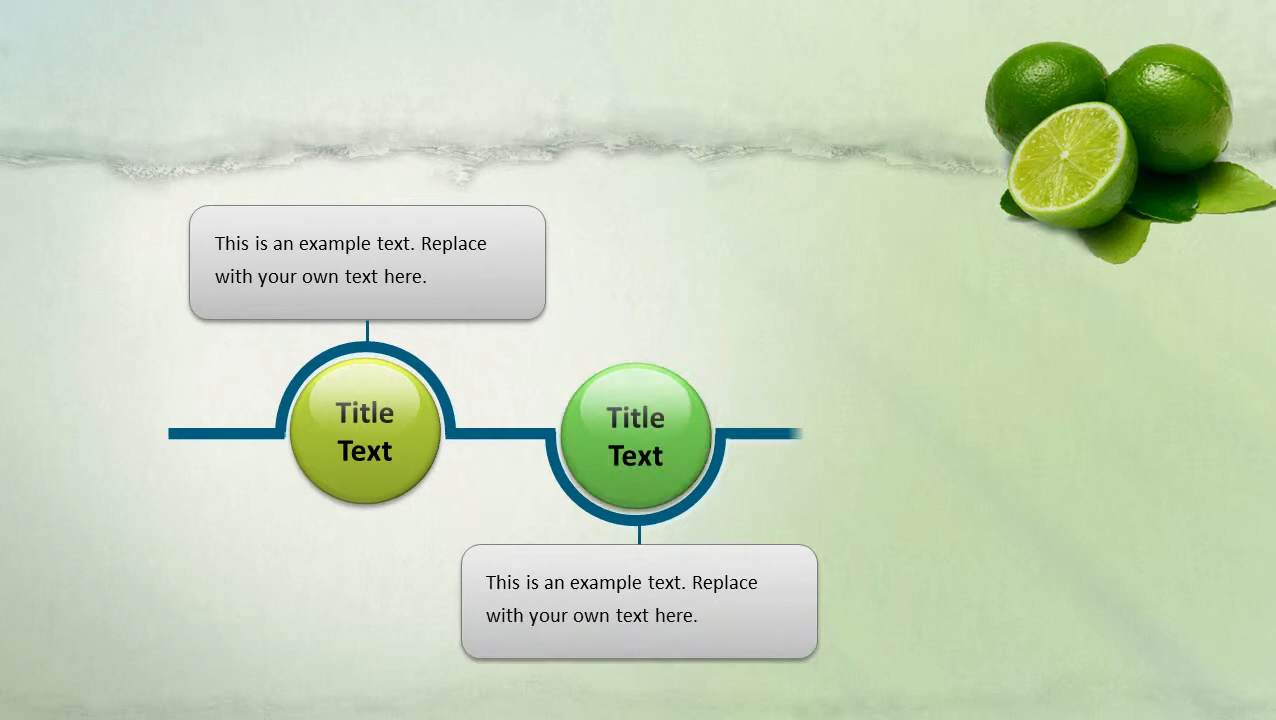 This is an example text. Replace
with your own text here.
Title
Text
Title
Text
This is an example text. Replace
with your own text here.